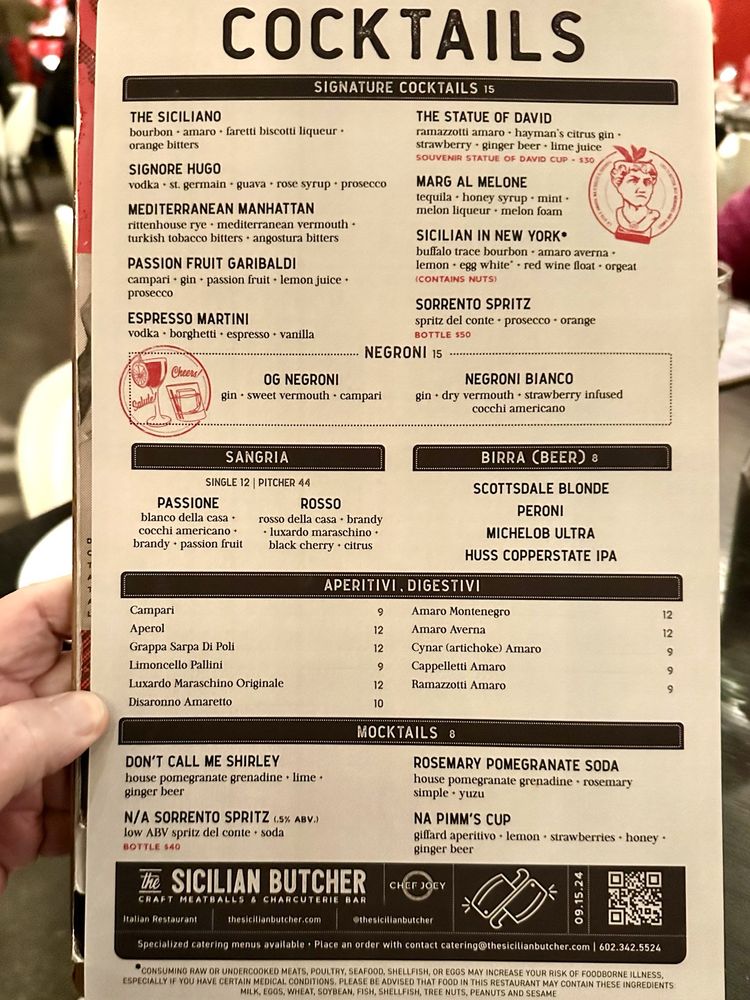 COCKTAILS
SIGNATURE COCKTAILS 15
THE SICILIANO
bourbon • amaro • faretti biscotti liqueur •
orange bitters
SIGNORE HUGO
vodka • st. germain • guava • rose syrup • prosecco
MEDITERRANEAN MANHATTAN
rittenhouse rye • mediterranean vermouth •
turkish tobacco bitters • angostura bitters
PASSION FRUIT GARIBALDI
campari • gin • passion fruit • lemon juice •
prosecco
ESPRESSO MARTINI
vodka • borghetti • espresso • vanilla
THE STATUE OF DAVID
ramazzotti amaro • hayman's citrus gin •
strawberry • ginger beer • lime juice
SOUVENIR STATUE OF DAVID CUP - $30
MARG AL MELONE
tequila • honey syrup • mint •
melon liqueur • melon foam
SICILIAN IN NEW YORK*
buffalo trace bourbon • amaro averna •
lemon • egg white* • red wine float • orgeat
(CONTAINS NUTS)
SORRENTO SPRITZ
spritz del conte • prosecco • orange
BOTTLE $50
NEGRONI 15
Cheers!
Salute!
OG NEGRONI
gin • sweet vermouth • campari
NEGRONI BIANCO
gin • dry vermouth • strawberry infused
cocchi americano
SANGRIA
SINGLE 12 | PITCHER 44
PASSIONE
blanco della casa •
cocchi americano •
brandy • passion fruit
ROSSO
rosso della casa • brandy
• luxardo maraschino •
black cherry • citrus
BIRRA (BEER) 8
SCOTTSDALE BLONDE
PERONI
MICHELOB ULTRA
HUSS COPPERSTATE IPA
APERITIVI . DIGESTIVI
Campari 9
Aperol 12
Grappa Sarpa Di Poli 12
Limoncello Pallini 9
Luxardo Maraschino Originale 12
Disaronno Amaretto 10
Amaro Montenegro 12
Amaro Averna 12
Cynar (artichoke) Amaro 9
Cappelletti Amaro 9
Ramazzotti Amaro 9
MOCKTAILS 8
DON'T CALL ME SHIRLEY
house pomegranate grenadine • lime •
ginger beer
N/A SORRENTO SPRITZ (.5% ABV.)
low ABV spritz del conte • soda
BOTTLE $40
ROSEMARY POMEGRANATE SODA
house pomegranate grenadine • rosemary
simple • yuzu
NA PIMM'S CUP
giffard aperitivo • lemon • strawberries • honey •
ginger beer
the SICILIAN BUTCHER
CRAFT MEATBALLS & CHARCUTERIE BAR
CHEF JOEY
09.15.24
Italian Restaurant | thesicilianbutcher.com | @thesicilianbutcher
Specialized catering menus available • Place an order with contact catering@thesicilianbutcher.com | 602.342.5524
*CONSUMING RAW OR UNDERCOOKED MEATS, POULTRY, SEAFOOD, SHELLFISH, OR EGGS MAY INCREASE YOUR RISK OF FOODBORNE ILLNESS,
ESPECIALLY IF YOU HAVE CERTAIN MEDICAL CONDITIONS. PLEASE BE ADVISED THAT FOOD IN THIS RESTAURANT MAY CONTAIN THESE INGREDIENTS:
MILK, EGGS, WHEAT, SOYBEAN, FISH, SHELLFISH, TREE NUTS, PEANUTS AND SESAME